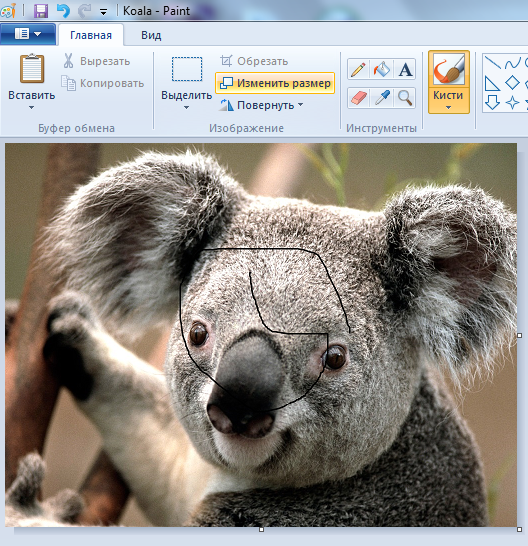 Koala - Paint
Главная Вид
Вставить
Вырезать
Копировать
Буфер обмена
Выделить
Обрезать
Изменить размер
Повернуть
Изображение
A
Инструменты
Кисти